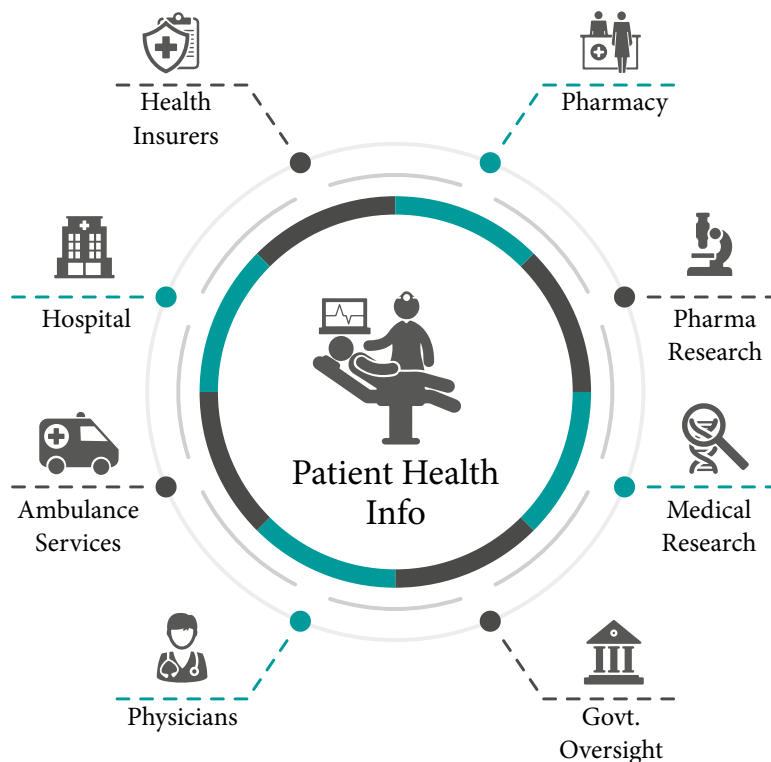 Health
Insurers
Pharmacy
Hospital
Pharma
Research
Patient Health
Info
Ambulance
Services
Medical
Research
Physicians
Govt.
Oversight